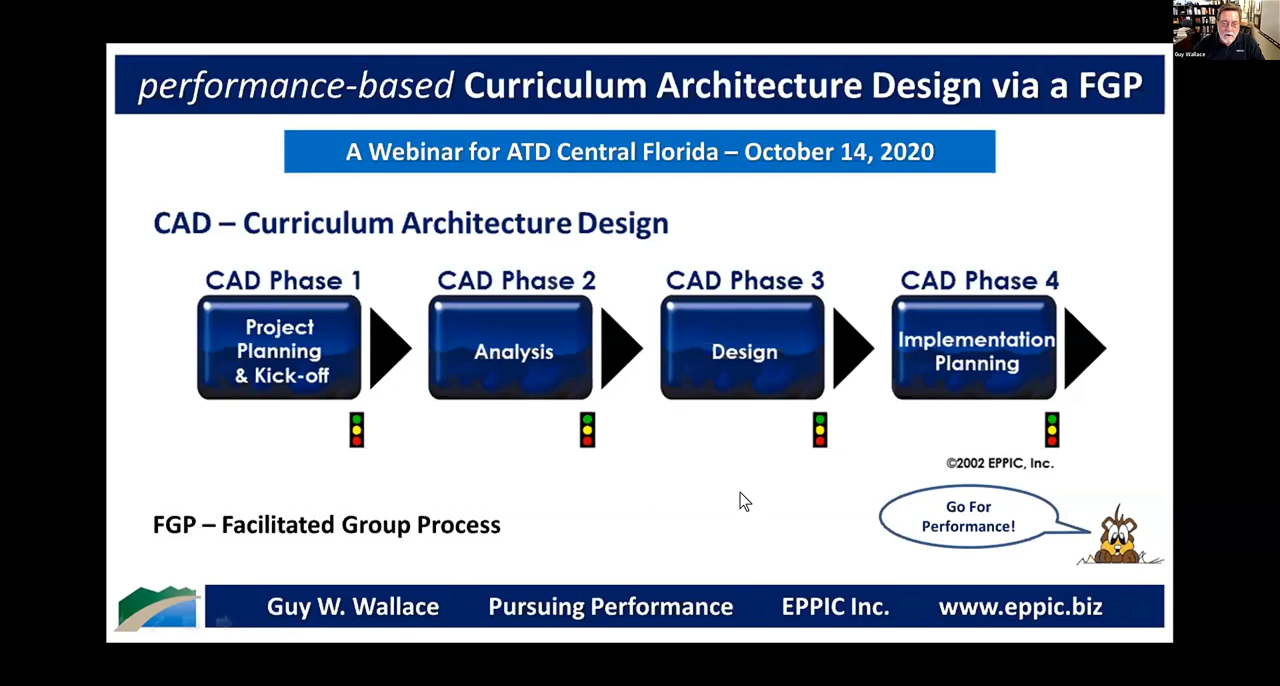 Guy Wallace
performance-based Curriculum Architecture Design via a FGP
A Webinar for ATD Central Florida – October 14, 2020
CAD – Curriculum Architecture Design
CAD Phase 1
CAD Phase 2
CAD Phase 3
CAD Phase 4
Project
Planning
& Kick-off
Analysis
Design
Implementation
Planning
©2002 EPPIC, Inc.
Go For
Performance!
FGP – Facilitated Group Process
Guy W. Wallace Pursuing Performance EPPIC Inc. www.eppic.biz